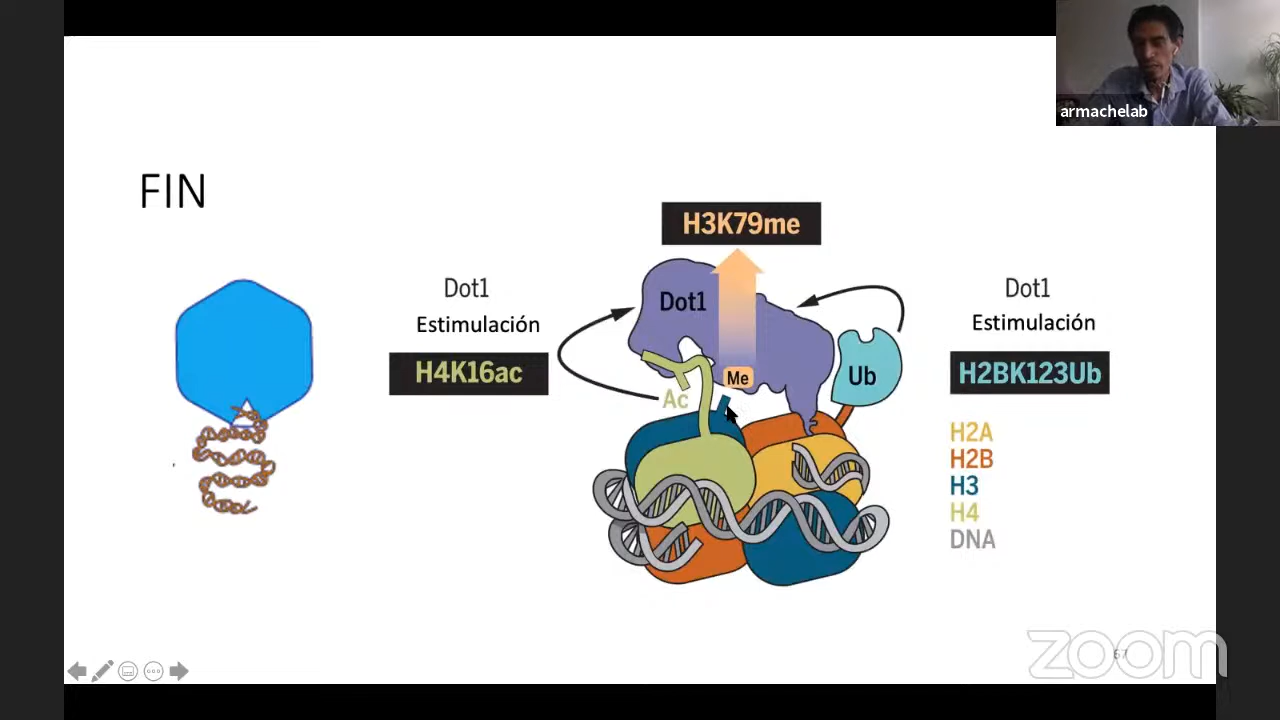 armachelab
FIN
H3K79me
Dot1
Estimulación
H4K16ac
Dot1
Me
Ac
Ub
Dot1
Estimulación
H2BK123Ub
H2A
H2B
H3
H4
DNA
67
zoom